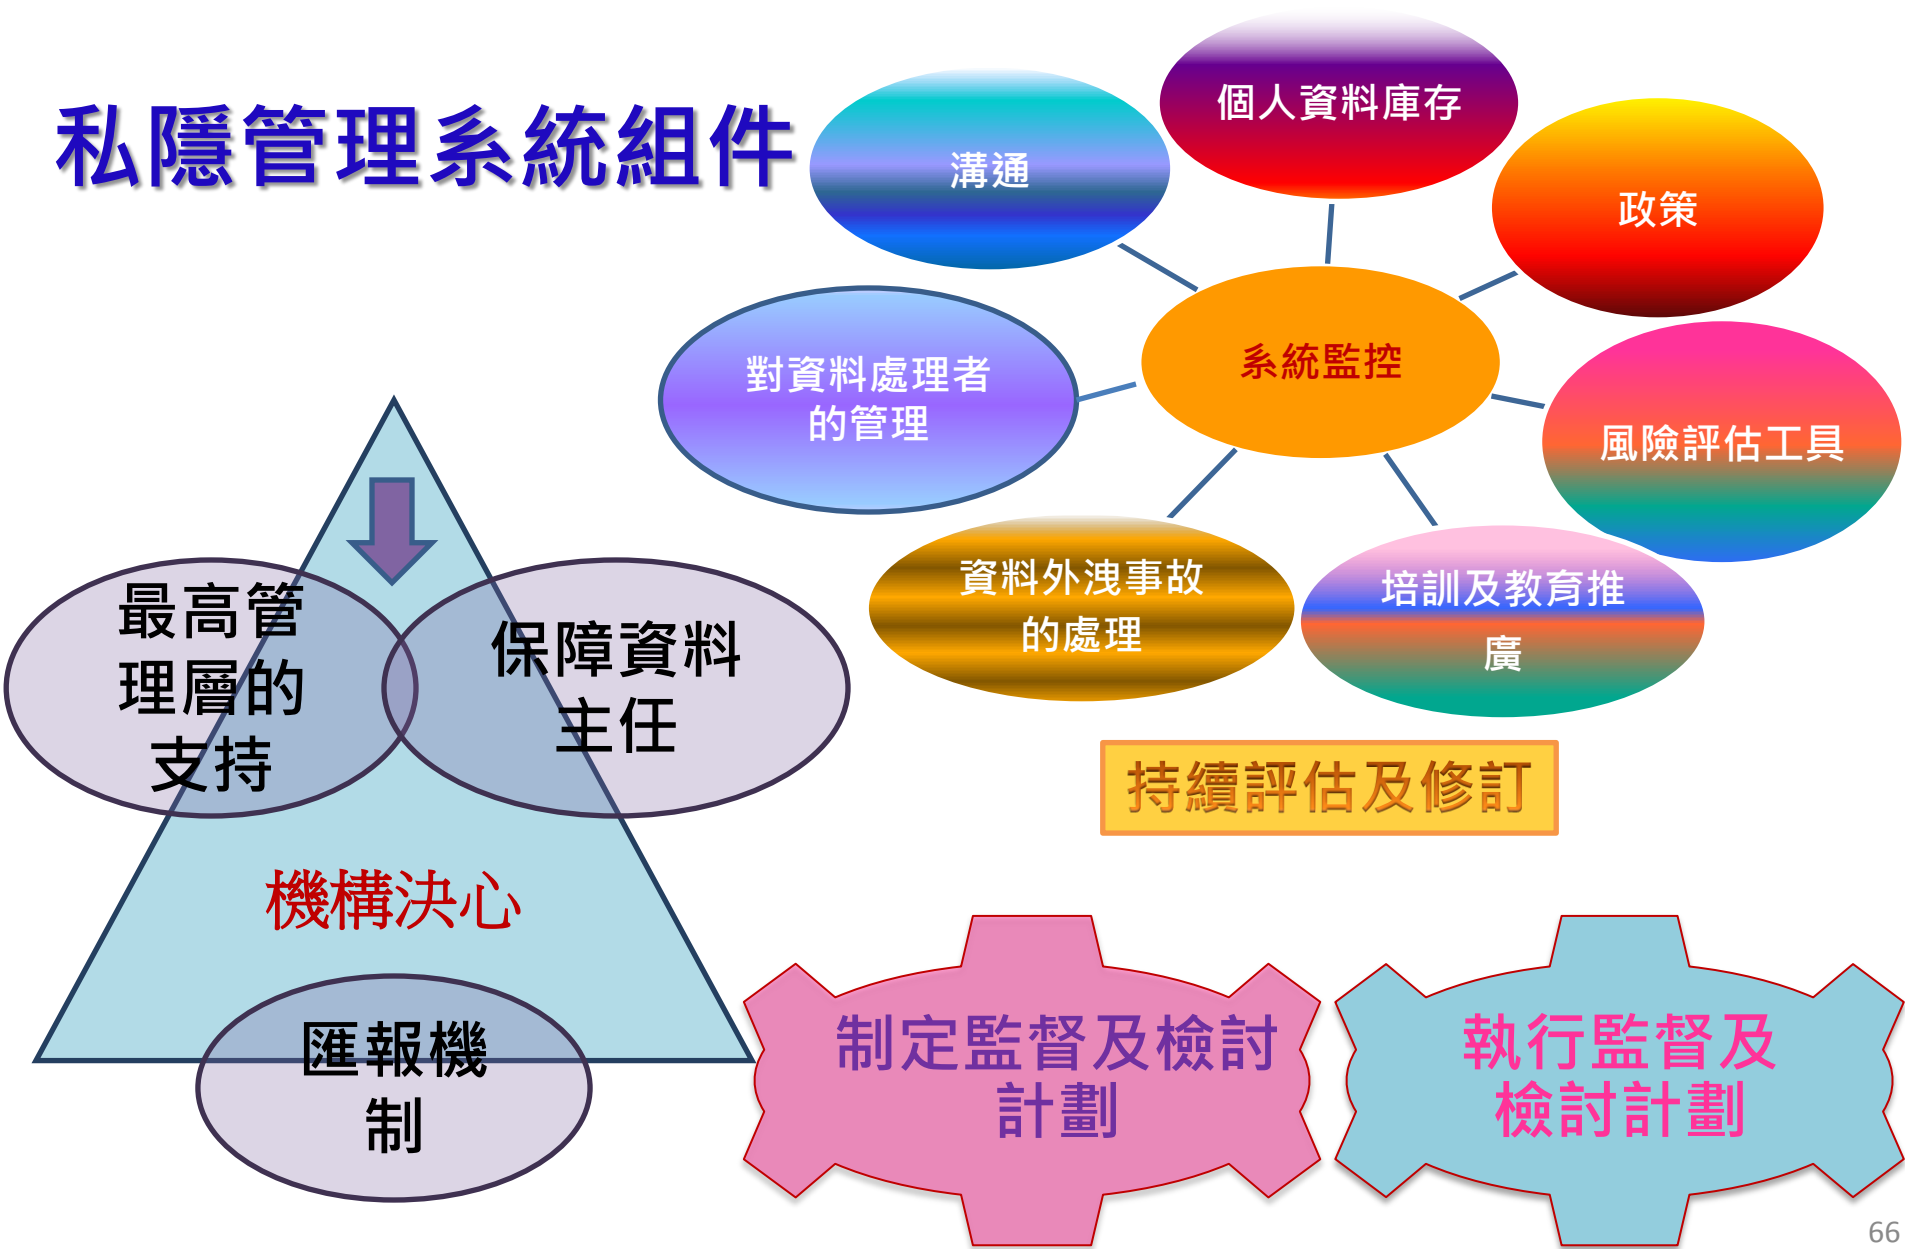 私隱管理系統組件
溝通
個人資料庫存
政策
系統監控
對資料處理者
的管理
風險評估工具
資料外洩事故
的處理
培訓及教育推
廣
最高管
理層的
支持
保障資料
主任
機構決心
匯報機
制
持續評估及修訂
制定監督及檢討
計劃
執行監督及
檢討計劃
66